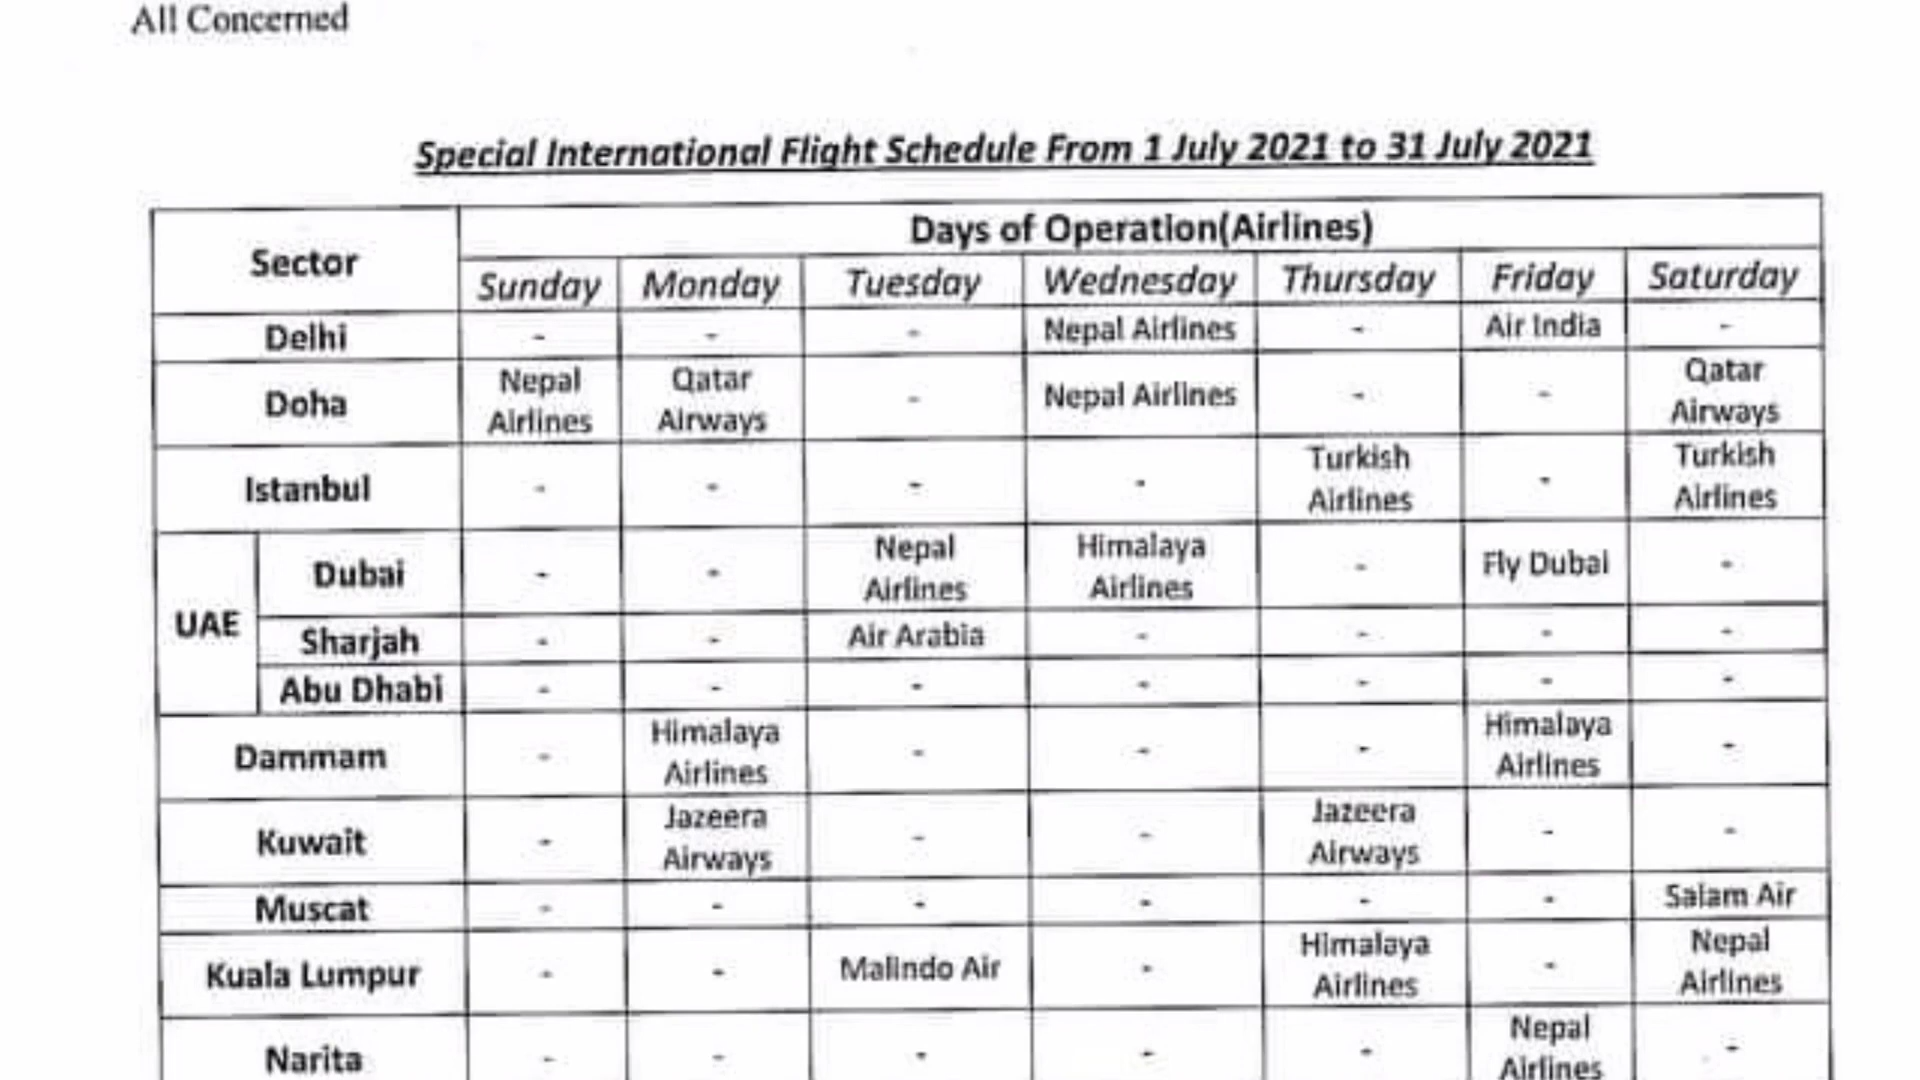 All Concerned
Special International Flight Schedule From 1 July 2021 to 31 July 2021
Sector Days of Operation(Airlines)
Sunday Monday Tuesday Wednesday Thursday Friday Saturday
Delhi - - - Nepal Airlines - Air India -
Doha Nepal Airlines Qatar Airways - Nepal Airlines - - Qatar Airways
Istanbul - - - - Turkish Airlines - Turkish Airlines
UAE Dubai - - Nepal Airlines Himalaya Airlines - Fly Dubai -
Sharjah - - Air Arabia - - - -
Abu Dhabi - - - - - - -
Dammam - Himalaya Airlines - - - Himalaya Airlines -
Kuwait - Jazeera Airways - - Jazeera Airways - -
Muscat - - - - - - Salam Air
Kuala Lumpur - - Malindo Air - Himalaya Airlines - Nepal Airlines
Narita - - - - - Nepal Airlines -